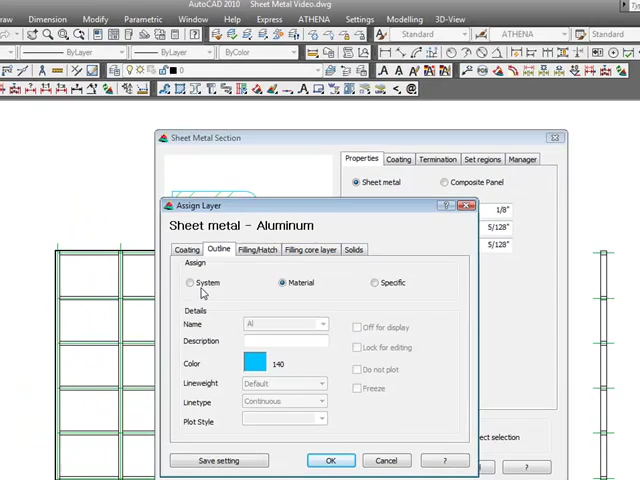 AutoCAD 2010 Sheet Metal Video.dwg
Dimension Modify Parametric Window Help Express ATHENA Settings Modelling 3D-View
Standard ATHENA Standard
ByLayer ByLayer ByColor
0
Sheet Metal Section
Properties Coating Termination Set regions Manager
Sheet metal Composite Panel
1/8"
5/128"
5/128"
Assign Layer
Sheet metal - Aluminum
Coating Outline Filling/Hatch Filling core layer Solids
Assign
System Material Specific
Details
Name Al Off for display
Description Lock for editing
Color 140 Do not plot
Lineweight Default Freeze
Linetype Continuous
Plot Style
ect selection
Save setting OK Cancel ?
?